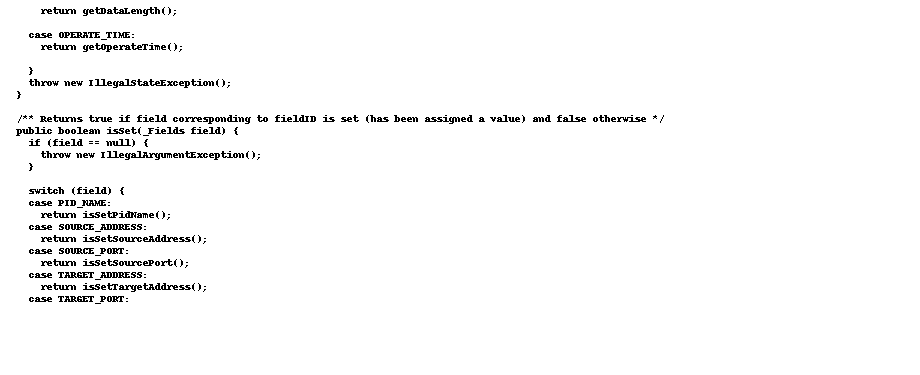 return getDataLength();
case OPERATE_TIME:
return getOperateTime();
}
throw new IllegalStateException();
}
/** Returns true if field corresponding to fieldID is set (has been assigned a value) and false otherwise */
public boolean isSet(_Fields field) {
if (field == null) {
throw new IllegalArgumentException();
}
switch (field) {
case PID_NAME:
return isSetPidName();
case SOURCE_ADDRESS:
return isSetSourceAddress();
case SOURCE_PORT:
return isSetSourcePort();
case TARGET_ADDRESS:
return isSetTargetAddress();
case TARGET_PORT: